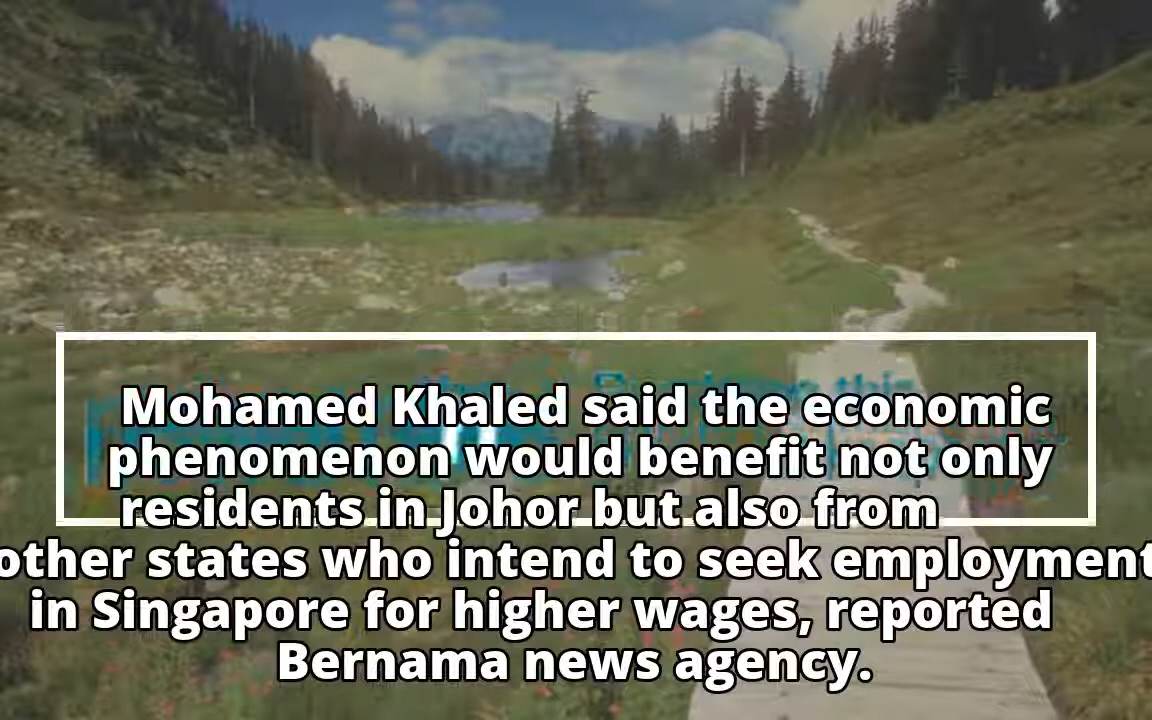 Mohamed Khaled said the economic
phenomenon would benefit not only
residents in Johor but also from
other states who intend to seek employment
in Singapore for higher wages, reported
Bernama news agency.